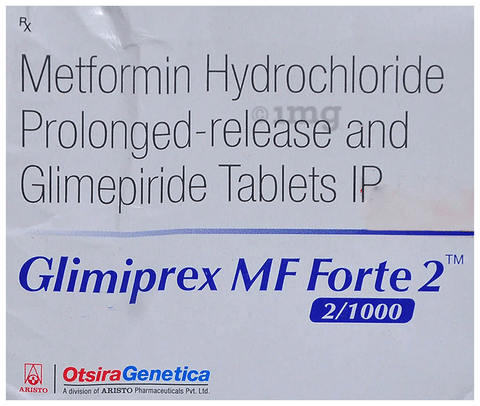 Rx
Metformin Hydrochloride
Prolonged-release and
©1mg
Glimepiride Tablets IP
Glimiprex MF Forte 2™
2/1000
ARISTO
OtsiraGenetica
A division of ARISTO Pharmaceuticals Pvt. Ltd.